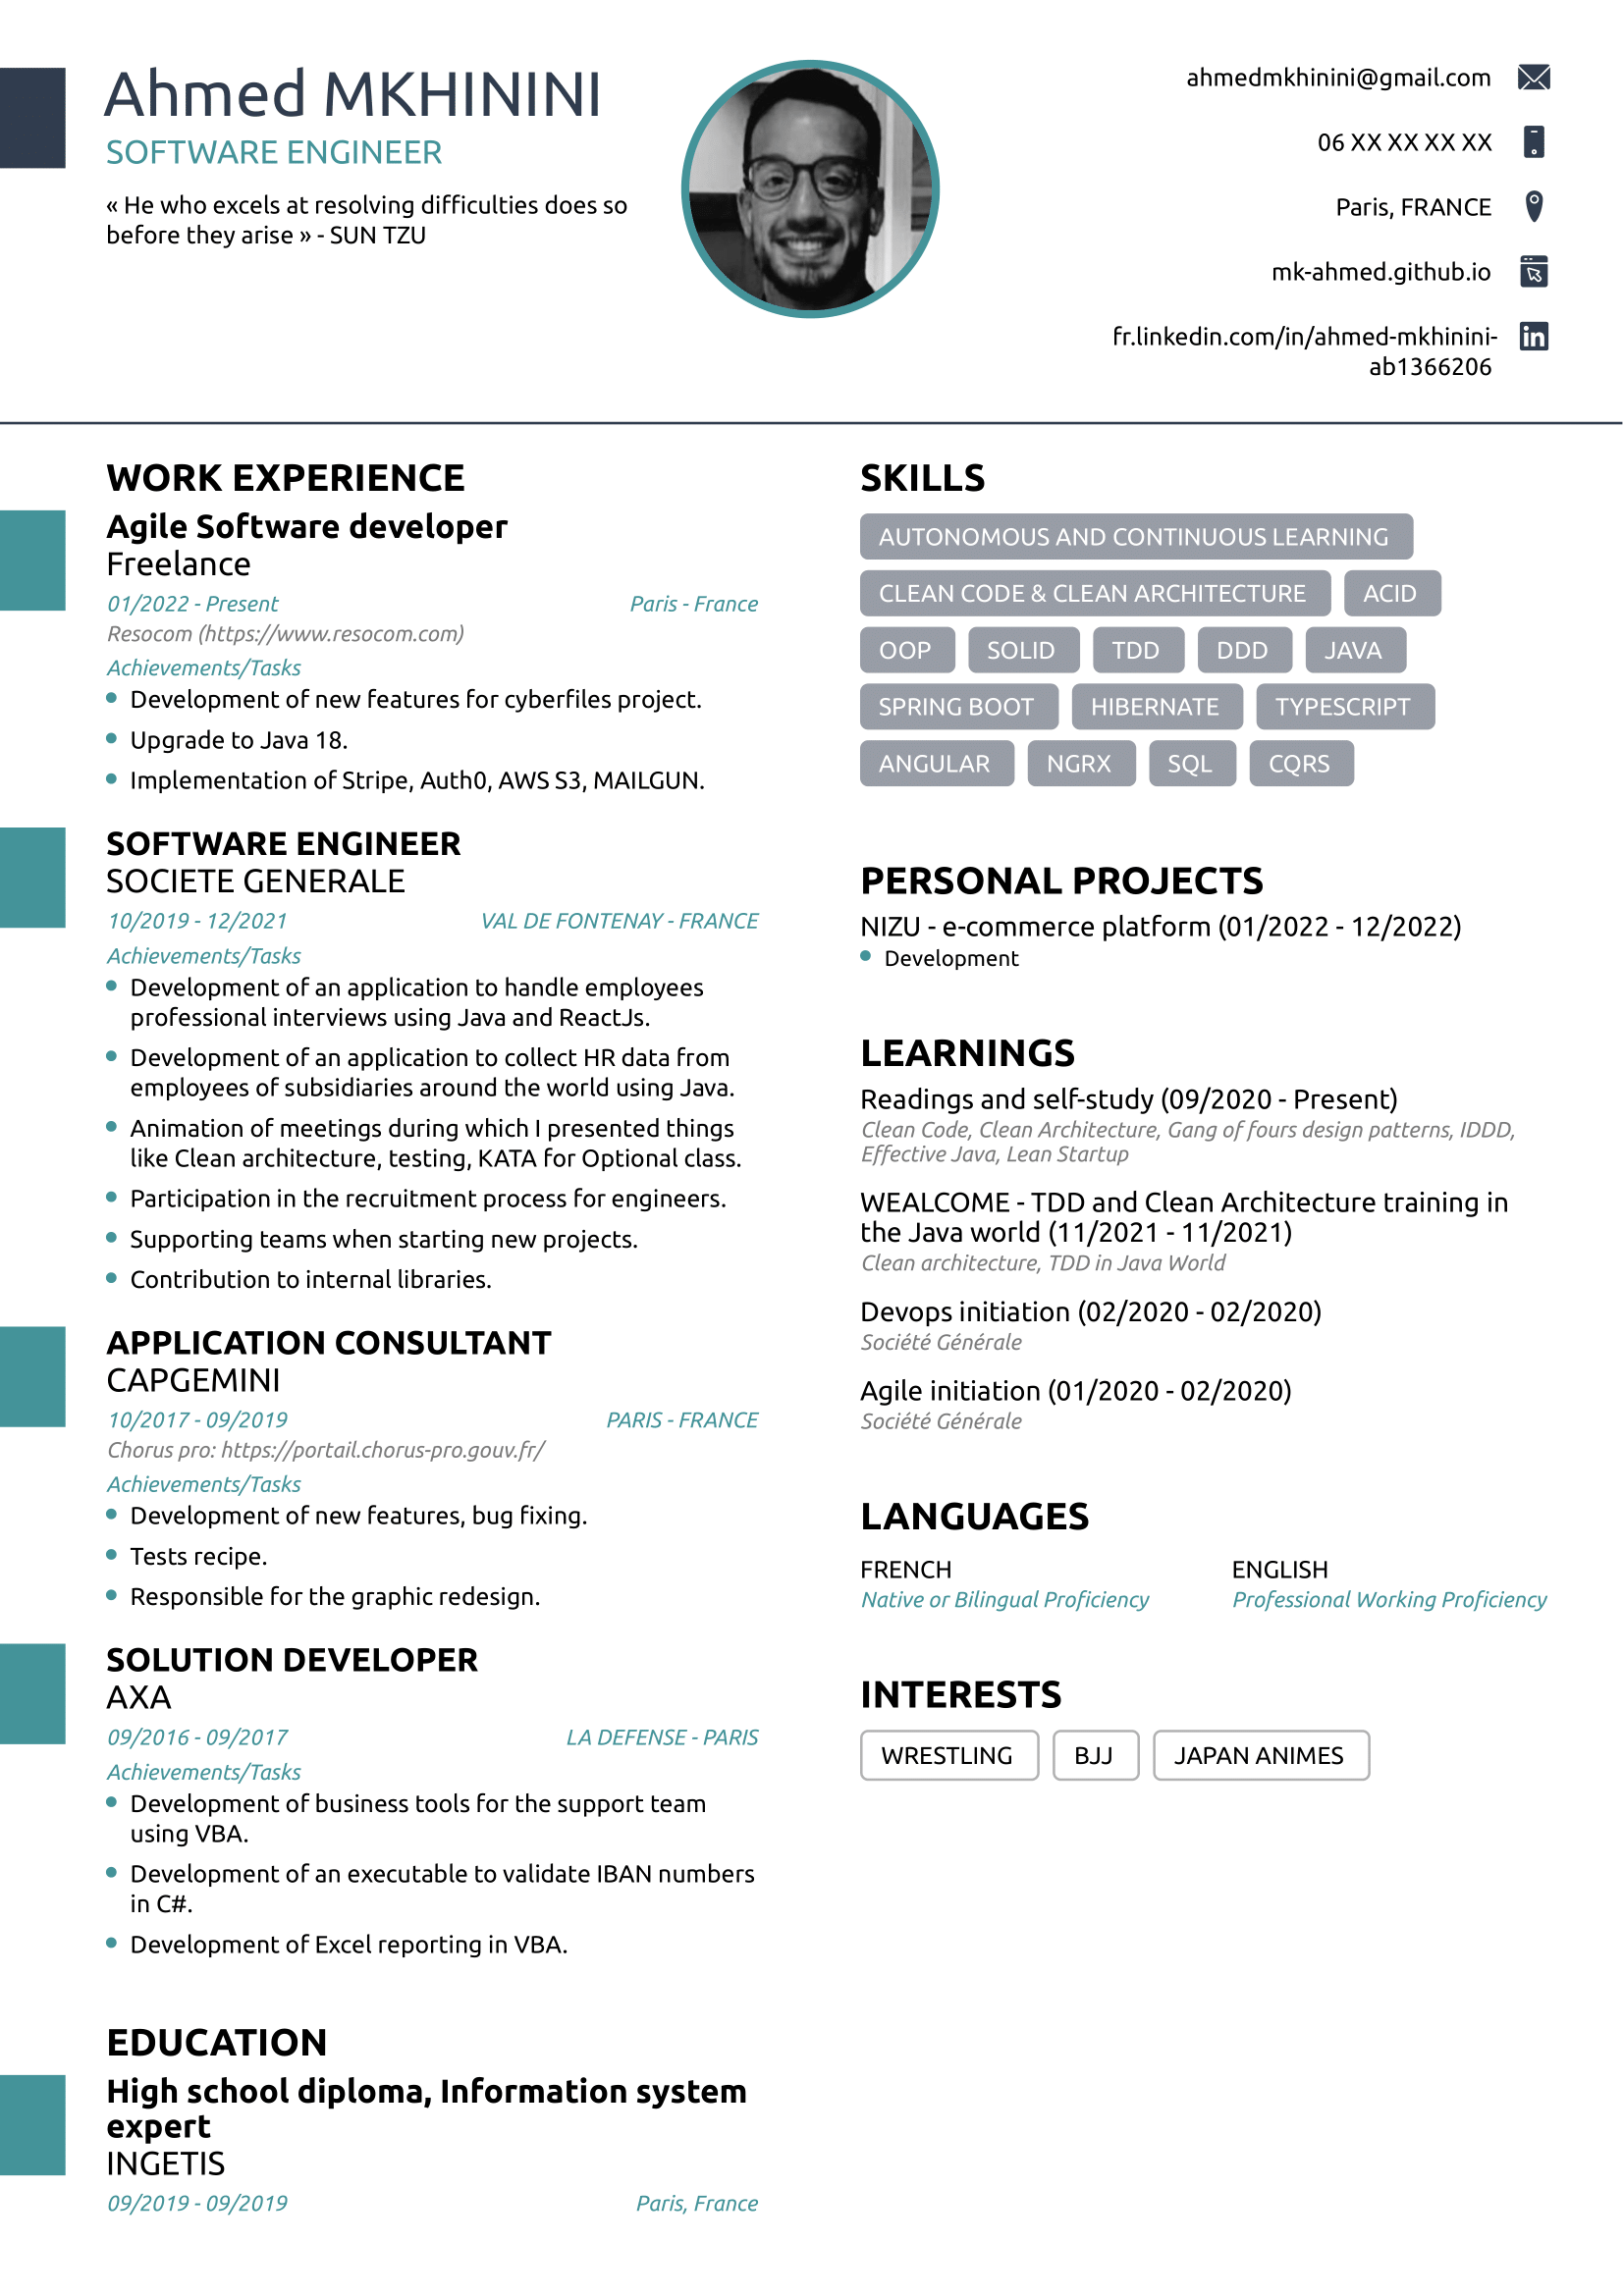 Ahmed MKHININI
SOFTWARE ENGINEER
« He who excels at resolving difficulties does so
before they arise » - SUN TZU
ahmedmkhinini@gmail.com
06 XX XX XX XX
Paris, FRANCE
mk-ahmed.github.io
fr.linkedin.com/in/ahmed-mkhinini-
ab1366206
WORK EXPERIENCE
Agile Software developer
Freelance
01/2022 - Present Paris - France
Resocom (https://www.resocom.com)
Achievements/Tasks
Development of new features for cyberfiles project.
Upgrade to Java 18.
Implementation of Stripe, Auth0, AWS S3, MAILGUN.
SOFTWARE ENGINEER
SOCIETE GENERALE
10/2019 - 12/2021 VAL DE FONTENAY - FRANCE
Achievements/Tasks
Development of an application to handle employees
professional interviews using Java and ReactJs.
Development of an application to collect HR data from
employees of subsidiaries around the world using Java.
Animation of meetings during which I presented things
like Clean architecture, testing, KATA for Optional class.
Participation in the recruitment process for engineers.
Supporting teams when starting new projects.
Contribution to internal libraries.
APPLICATION CONSULTANT
CAPGEMINI
10/2017 - 09/2019 PARIS - FRANCE
Chorus pro: https://portail.chorus-pro.gouv.fr/
Achievements/Tasks
Development of new features, bug fixing.
Tests recipe.
Responsible for the graphic redesign.
SOLUTION DEVELOPER
AXA
09/2016 - 09/2017 LA DEFENSE - PARIS
Achievements/Tasks
Development of business tools for the support team
using VBA.
Development of an executable to validate IBAN numbers
in C#.
Development of Excel reporting in VBA.
EDUCATION
High school diploma, Information system
expert
INGETIS
09/2019 - 09/2019 Paris, France
SKILLS
AUTONOMOUS AND CONTINUOUS LEARNING
CLEAN CODE & CLEAN ARCHITECTURE ACID
OOP SOLID TDD DDD JAVA
SPRING BOOT HIBERNATE TYPESCRIPT
ANGULAR NGRX SQL CQRS
PERSONAL PROJECTS
NIZU - e-commerce platform (01/2022 - 12/2022)
Development
LEARNINGS
Readings and self-study (09/2020 - Present)
Clean Code, Clean Architecture, Gang of fours design patterns, IDDD,
Effective Java, Lean Startup
WEALCOME - TDD and Clean Architecture training in
the Java world (11/2021 - 11/2021)
Clean architecture, TDD in Java World
Devops initiation (02/2020 - 02/2020)
Société Générale
Agile initiation (01/2020 - 02/2020)
Société Générale
LANGUAGES
FRENCH ENGLISH
Native or Bilingual Proficiency Professional Working Proficiency
INTERESTS
WRESTLING BJJ JAPAN ANIMES